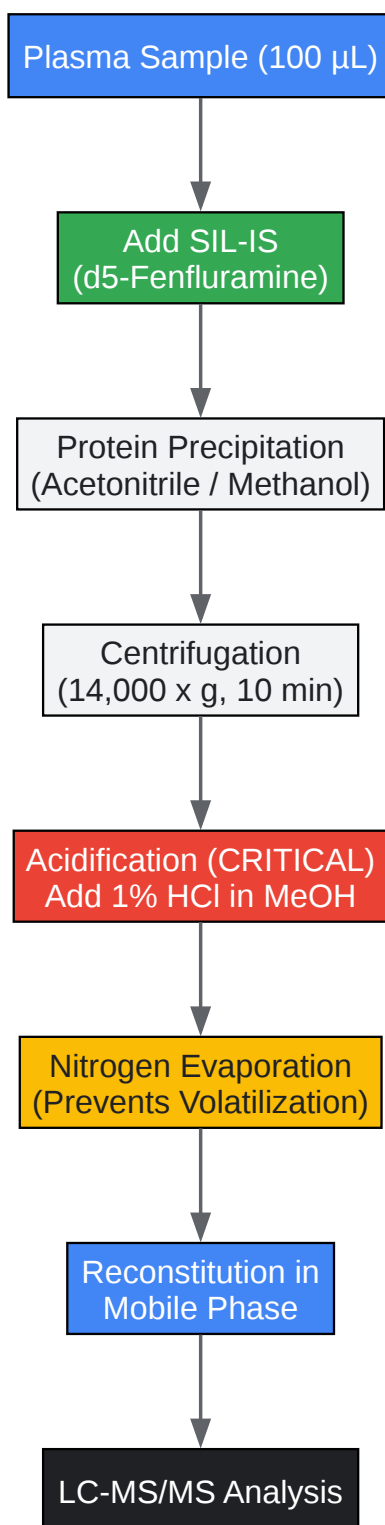 Plasma Sample (100 µL)
Add SIL-IS
(d5-Fenfluramine)
Protein Precipitation
(Acetonitrile / Methanol)
Centrifugation
(14,000 x g, 10 min)
Acidification (CRITICAL)
Add 1% HCl in MeOH
Nitrogen Evaporation
(Prevents Volatilization)
Reconstitution in
Mobile Phase
LC-MS/MS Analysis